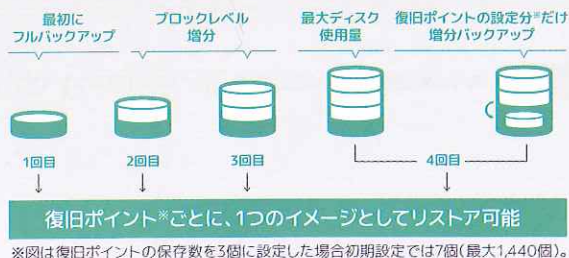 最初に
フルバックアップ
ブロックレベル
増分
最大ディスク
使用量
復旧ポイントの設定分※だけ
増分バックアップ
1回目
2回目
3回目
4回目
復旧ポイント※ごとに、1つのイメージとしてリストア可能
※図は復旧ポイントの保存数を3個に設定した場合初期設定では7個(最大1,440個)。